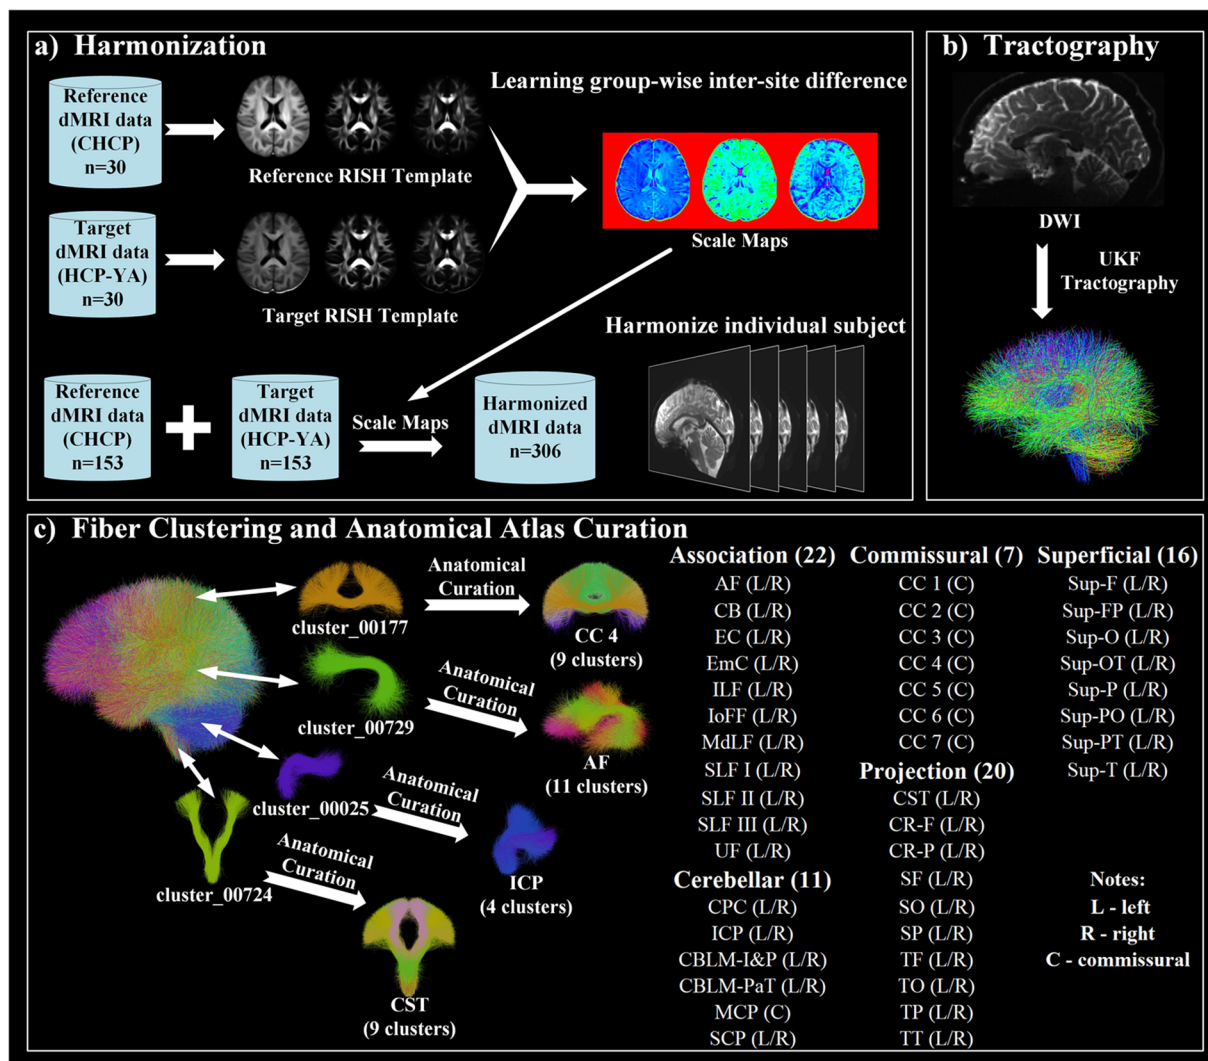 a) Harmonization
Reference
dMRI data
(CHCP)
n=30
Reference RISH Template
Target
dMRI data
(HCP-YA)
n=30
Target RISH Template
Learning group-wise inter-site difference
Scale Maps
Reference
dMRI data
(CHCP)
n=153
Target
dMRI data
(HCP-YA)
n=153
Scale Maps
Harmonized
dMRI data
n=306
Harmonize individual subject
b) Tractography
DWI
UKF
Tractography
c) Fiber Clustering and Anatomical Atlas Curation
cluster_00177
Anatomical
Curation
CC 4
(9 clusters)
cluster_00729
Anatomical
Curation
AF
(11 clusters)
cluster_00025
Anatomical
Curation
ICP
(4 clusters)
cluster_00724
Anatomical
Curation
CST
(9 clusters)
Association (22)
AF (L/R)
CB (L/R)
EC (L/R)
EmC (L/R)
ILF (L/R)
IoFF (L/R)
MdLF (L/R)
SLF I (L/R)
SLF II (L/R)
SLF III (L/R)
UF (L/R)
Cerebellar (11)
CPC (L/R)
ICP (L/R)
CBLM-I&P (L/R)
CBLM-PaT (L/R)
MCP (C)
SCP (L/R)
Commissural (7)
CC 1 (C)
CC 2 (C)
CC 3 (C)
CC 4 (C)
CC 5 (C)
CC 6 (C)
CC 7 (C)
Projection (20)
CST (L/R)
CR-F (L/R)
CR-P (L/R)
SF (L/R)
SO (L/R)
SP (L/R)
TF (L/R)
TO (L/R)
TP (L/R)
TT (L/R)
Superficial (16)
Sup-F (L/R)
Sup-FP (L/R)
Sup-O (L/R)
Sup-OT (L/R)
Sup-P (L/R)
Sup-PO (L/R)
Sup-PT (L/R)
Sup-T (L/R)
Notes:
L - left
R - right
C - commissural